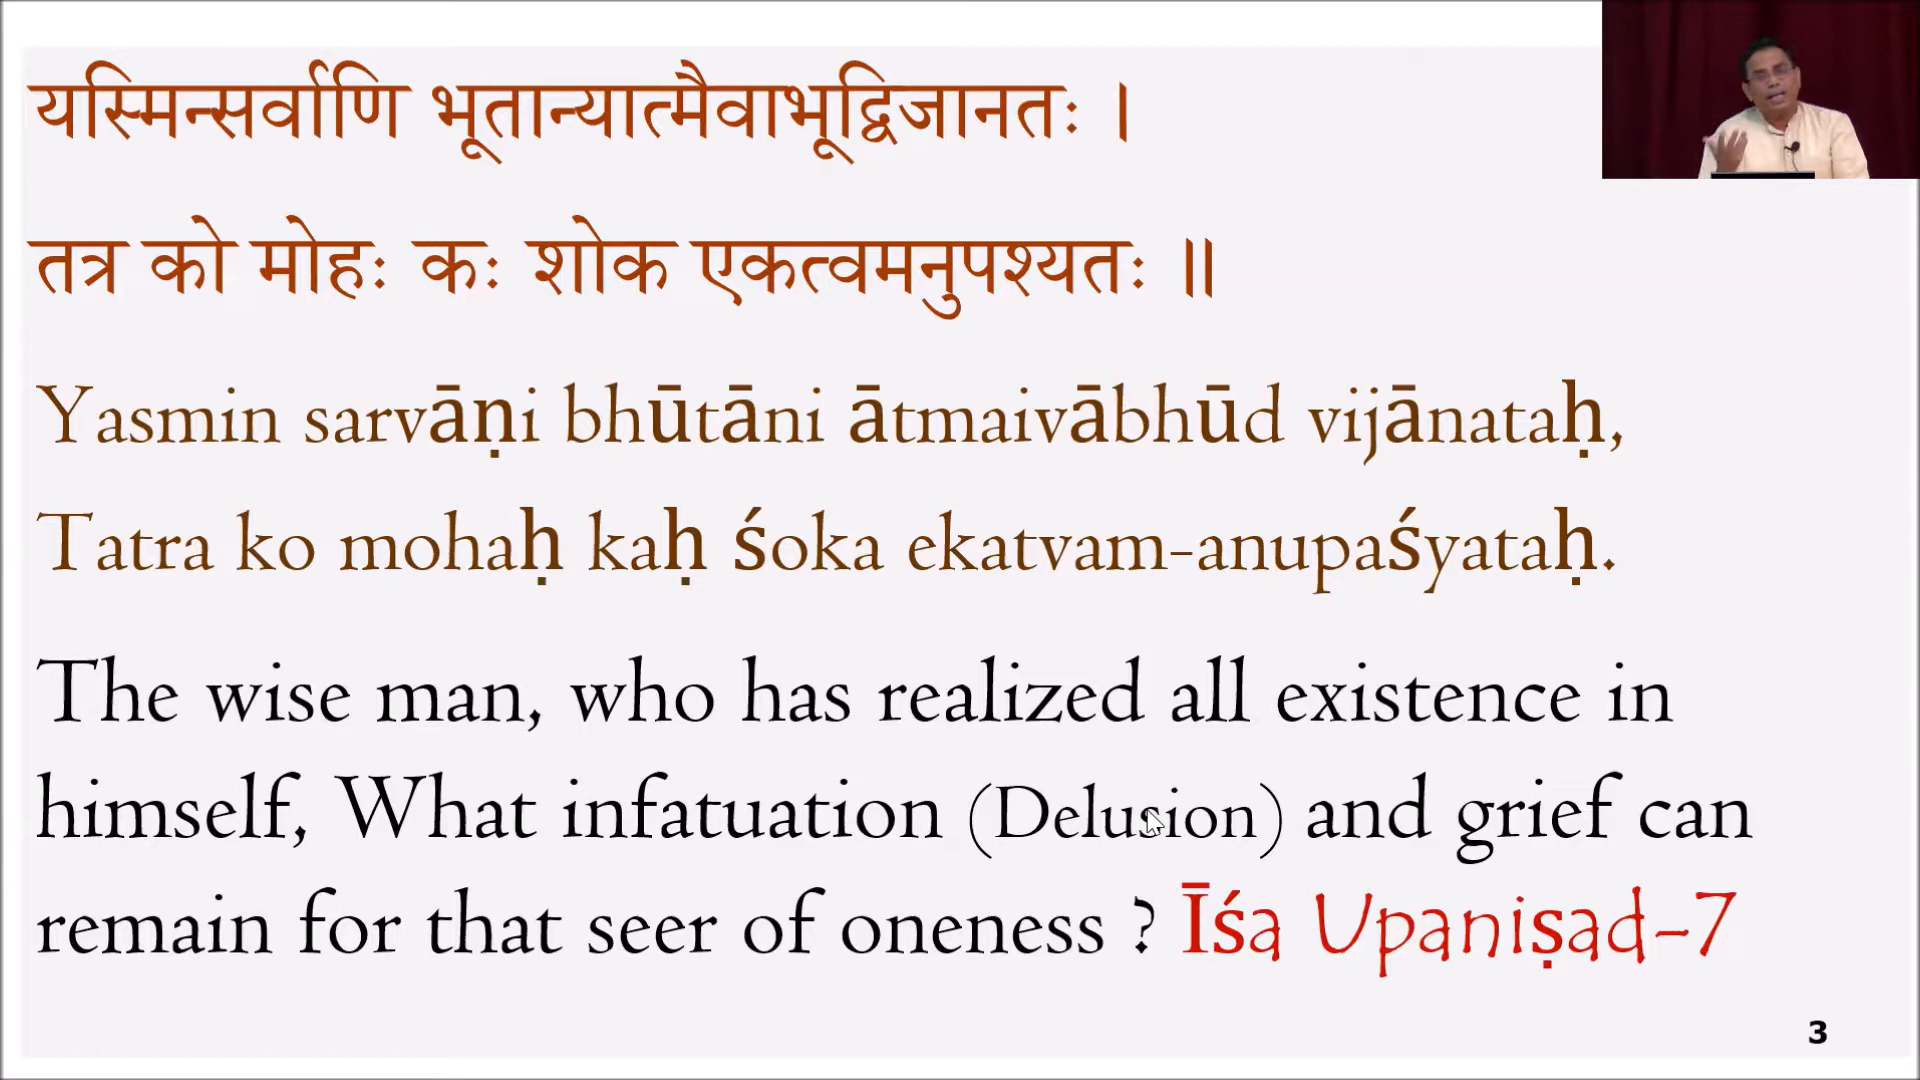 यस्मिन्सर्वाणि भूतान्यात्मैवाभूद्विजानतः ।
तत्र को मोहः कः शोक एकत्वमनुपश्यतः ॥
Yasmin sarvāṇi bhūtāni ātmaivābhūd vijānataḥ,
Tatra ko mohaḥ kaḥ śoka ekatvam-anupaśyataḥ.
The wise man, who has realized all existence in
himself, What infatuation (Delusion) and grief can
remain for that seer of oneness ? Īśa Upaniṣad-7
3